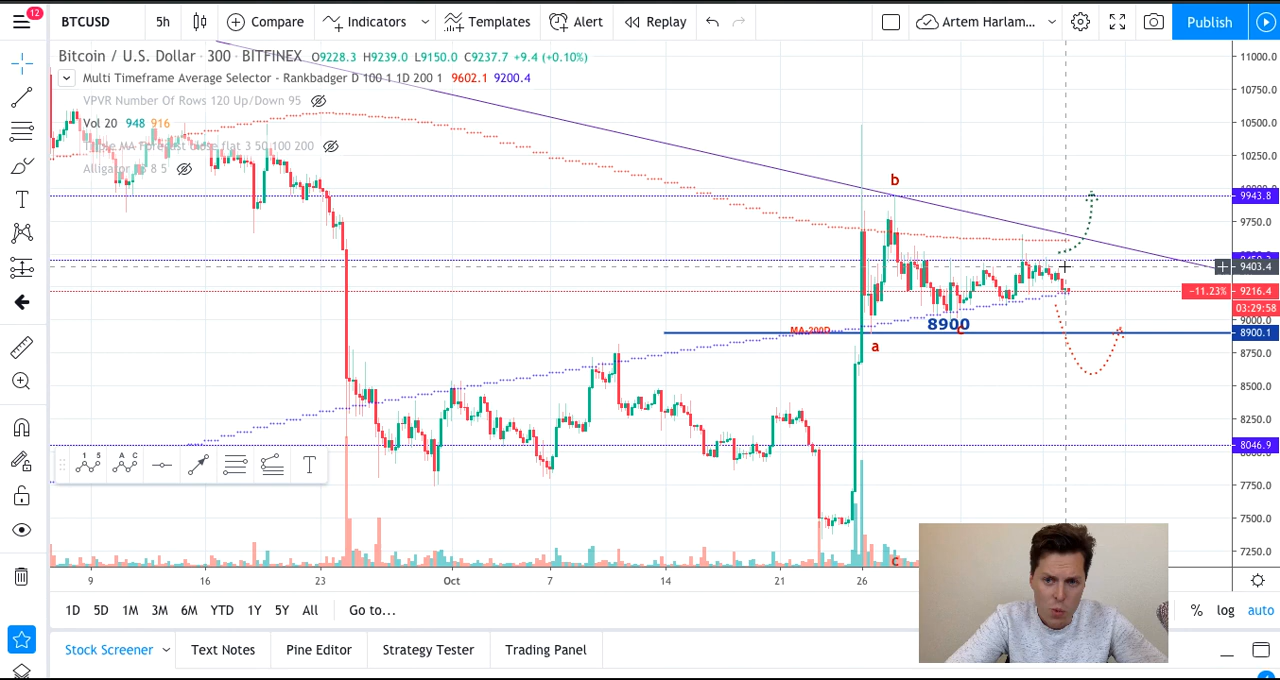 12
BTCUSD 5h Compare Indicators Templates Alert Replay Artem Harlam... Publish
Bitcoin / U.S. Dollar · 300 · BITFINEX O9228.3 H9239.0 L9150.0 C9237.7 +9.4 (+0.10%)
Multi Timeframe Average Selector - Rankbadger D 100 1 1D 200 1 9602.1 9200.4
VPVR Number Of Rows 120 Up/Down 95
Vol 20 948 916
Alligator
11000.0
10750.0
10500.0
10250.0
b
9943.8
9750.0
9403.4
-11.23% 9216.4
03:29:58
9000.0
8900
c
MA-200D
8900.1
a
8750.0
8500.0
8250.0
8046.9
7750.0
7500.0
7250.0
1 5
A C
T
c
9 16 23 Oct 7 14 21 26
1D 5D 1M 3M 6M YTD 1Y 5Y All Go to... % log auto
Stock Screener Text Notes Pine Editor Strategy Tester Trading Panel